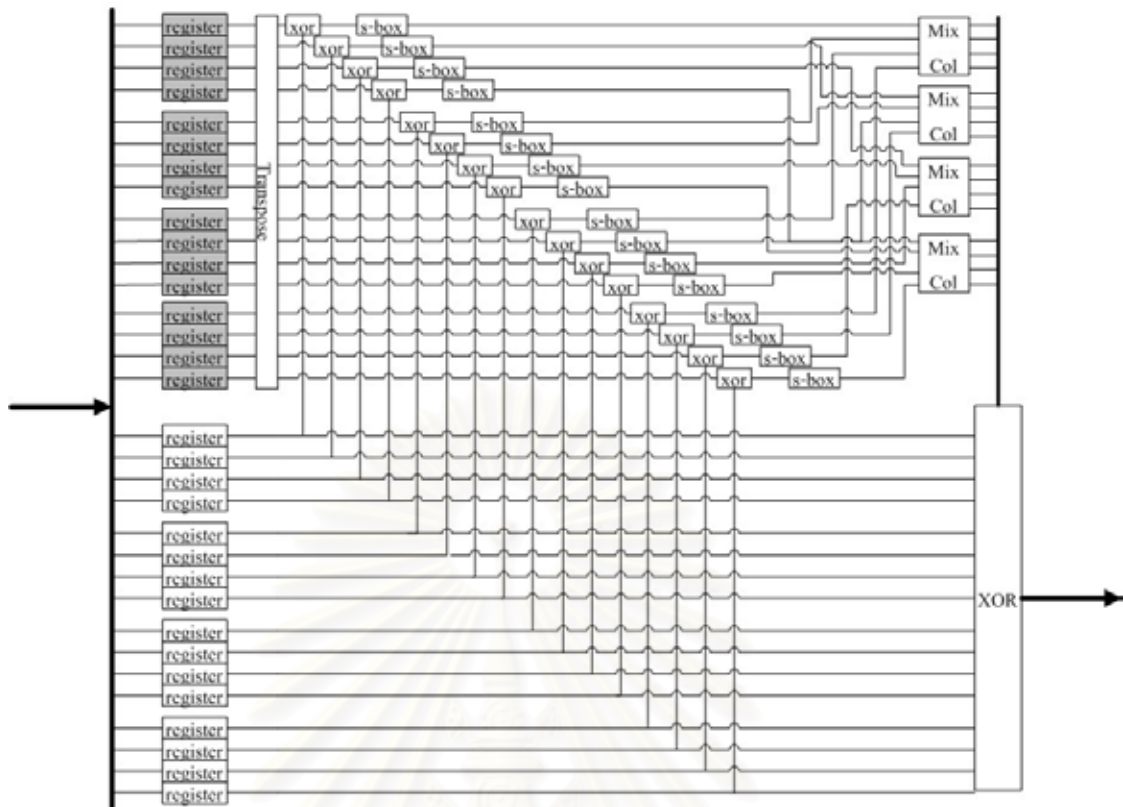 register xor s-box Mix
register xor s-box
register xor s-box Col
register xor s-box
Mix
register xor s-box
register xor s-box Col
register xor s-box Mix
register xor s-box
Transpose
Col
register xor s-box
register xor s-box Mix
register xor s-box
register xor s-box Col
register xor s-box
register xor s-box
register xor s-box
register xor s-box
register
register
register
register
register
register
register
register
XOR
register
register
register
register
register
register
register
register